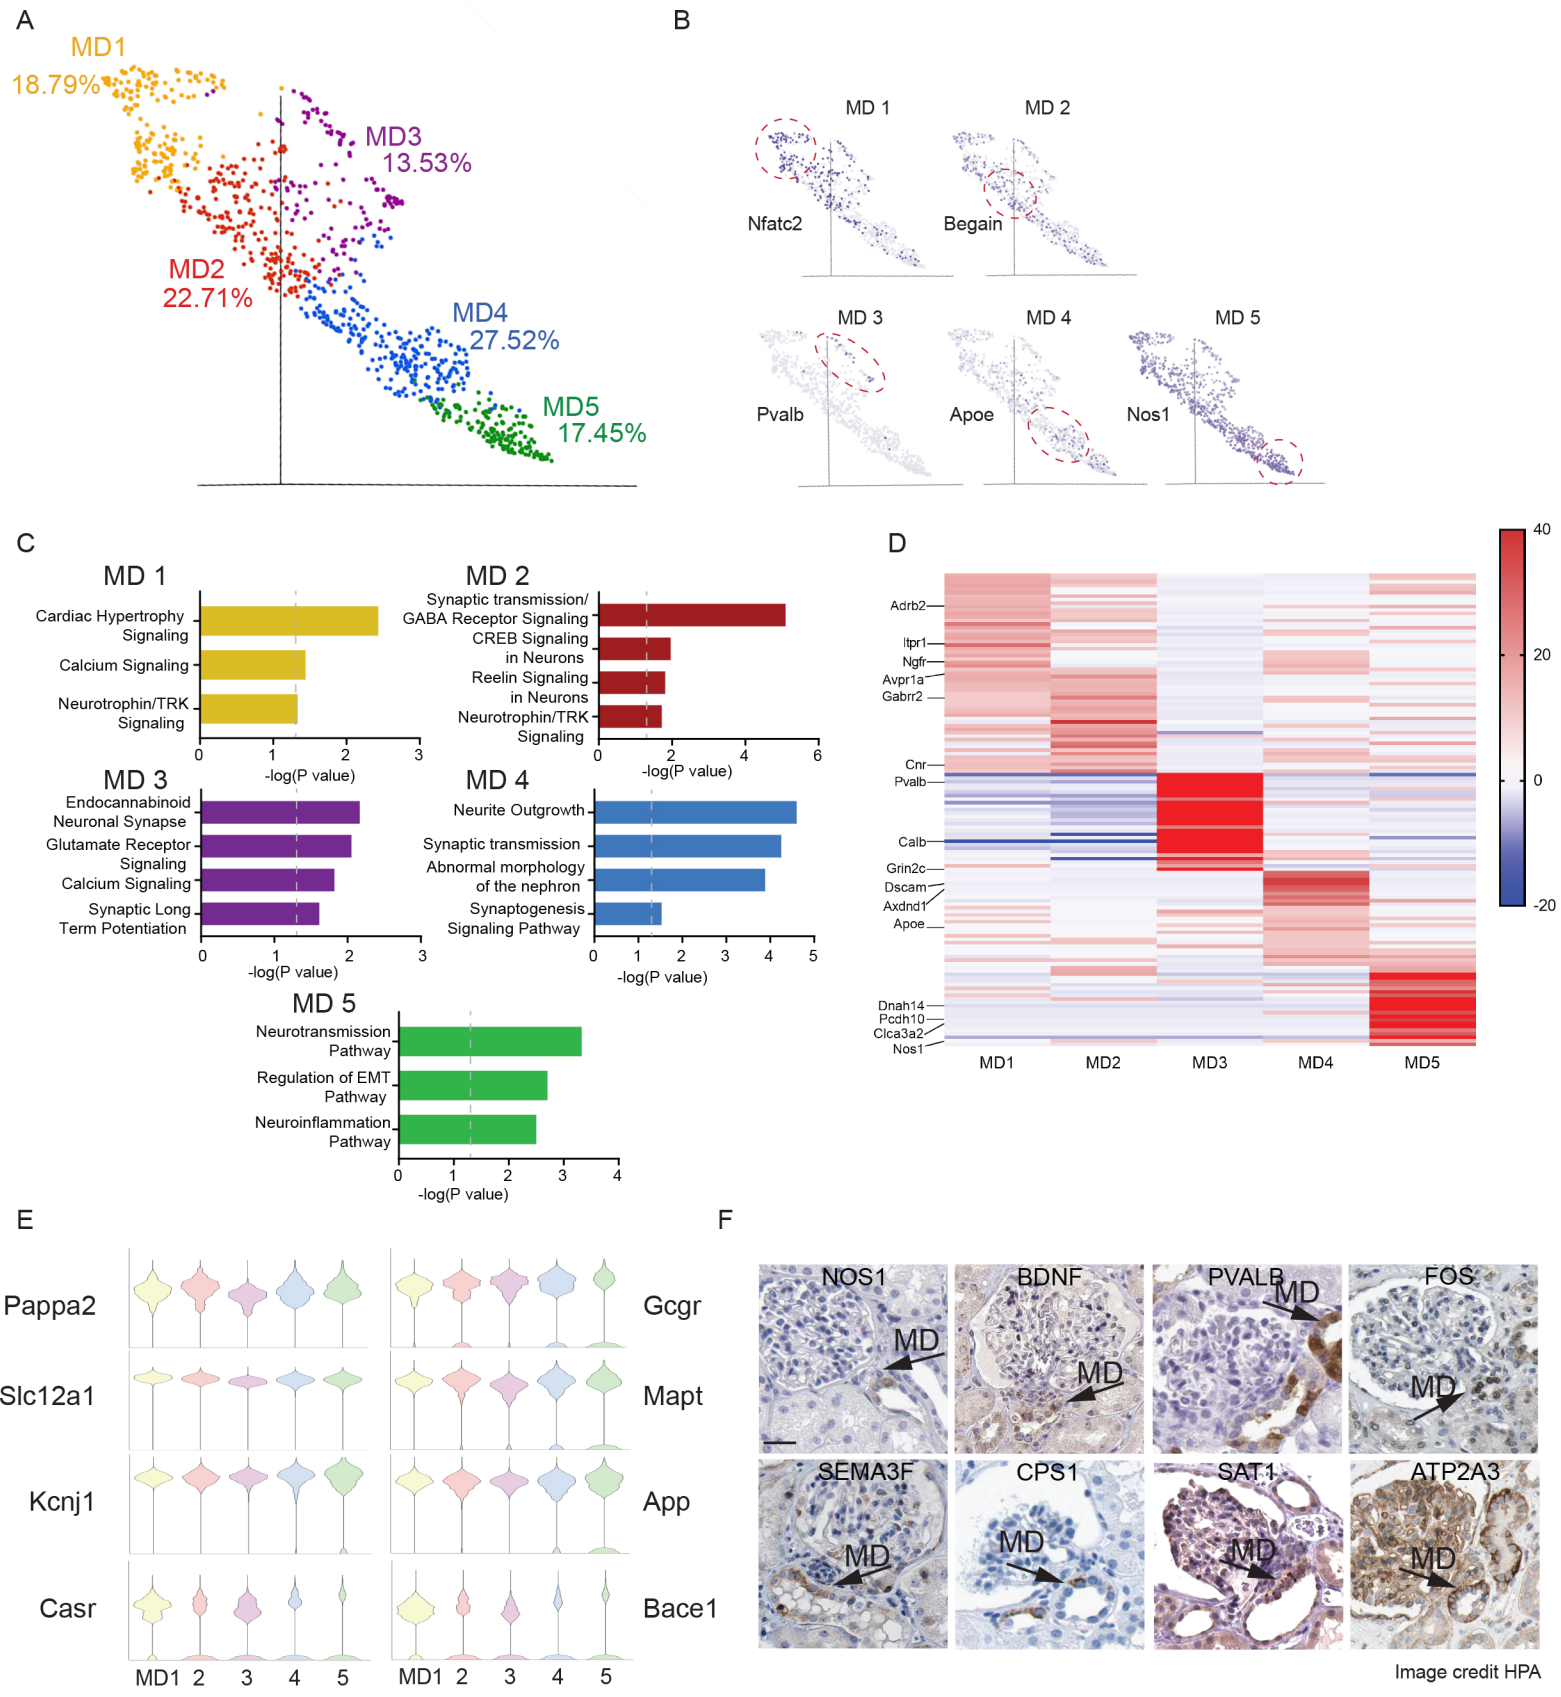 A
MD1
18.79%
MD3
13.53%
MD2
22.71%
MD4
27.52%
MD5
17.45%
B
MD 1
Nfatc2
MD 2
Begain
MD 3
Pvalb
MD 4
Apoe
MD 5
Nos1
C
MD 1
Cardiac Hypertrophy
Signaling
Calcium Signaling
Neurotrophin/TRK
Signaling
0 1 2 3
-log(P value)
MD 2
Synaptic transmission/
GABA Receptor Signaling
CREB Signaling
in Neurons
Reelin Signaling
in Neurons
Neurotrophin/TRK
Signaling
0 2 4 6
-log(P value)
MD 3
Endocannabinoid
Neuronal Synapse
Glutamate Receptor
Signaling
Calcium Signaling
Synaptic Long
Term Potentiation
0 1 2 3
-log(P value)
MD 4
Neurite Outgrowth
Synaptic transmission
Abnormal morphology
of the nephron
Synaptogenesis
Signaling Pathway
0 1 2 3 4 5
-log(P value)
MD 5
Neurotransmission
Pathway
Regulation of EMT
Pathway
Neuroinflammation
Pathway
0 1 2 3 4
-log(P value)
D
Adrb2
Itpr1
Ngfr
Avpr1a
Gabrr2
Cnr
Pvalb
Calb
Grin2c
Dscam
Axdnd1
Apoe
Dnah14
Pcdh10
Clca3a2
Nos1
MD1 MD2 MD3 MD4 MD5
40
20
0
-20
E
Pappa2
Slc12a1
Kcnj1
Casr
MD1 2 3 4 5
Gcgr
Mapt
App
Bace1
MD1 2 3 4 5
F
NOS1
MD
BDNF
MD
PVALB
MD
FOS
MD
SEMA3F
MD
CPS1
MD
SAT1
MD
ATP2A3
MD
Image credit HPA